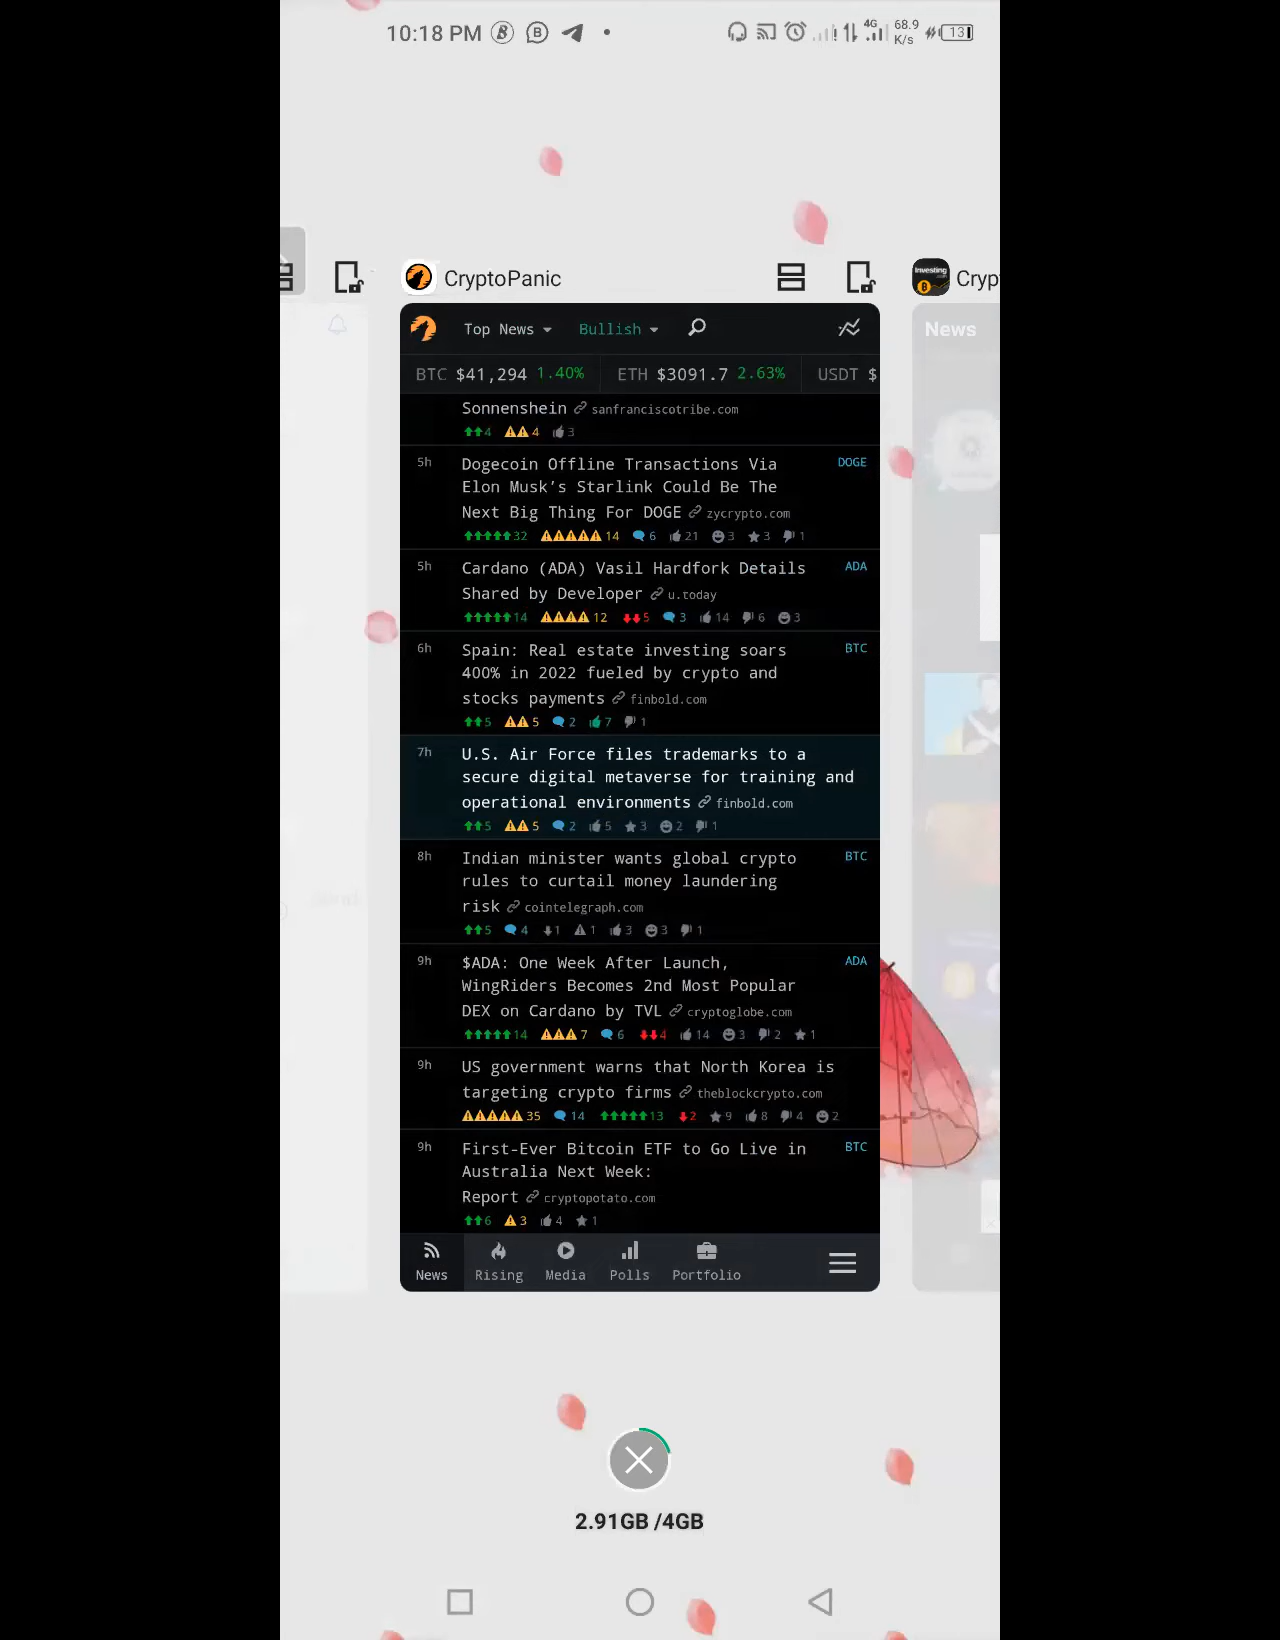 10:18 PM
4G 68.9 K/s 13
CryptoPanic
Investing
Cryp
Top News Bullish
News
BTC $41,294 1.40% ETH $3091.7 2.63% USDT $
Sonnenshein sanfranciscotribe.com
4 4 3
5h Dogecoin Offline Transactions Via DOGE
Elon Musk’s Starlink Could Be The
Next Big Thing For DOGE zycrypto.com
32 14 6 21 3 3 1
5h Cardano (ADA) Vasil Hardfork Details ADA
Shared by Developer u.today
14 12 5 3 14 6 3
6h Spain: Real estate investing soars BTC
400% in 2022 fueled by crypto and
stocks payments finbold.com
5 5 2 7 1
7h U.S. Air Force files trademarks to a
secure digital metaverse for training and
operational environments finbold.com
5 5 2 5 3 2 1
8h Indian minister wants global crypto BTC
rules to curtail money laundering
risk cointelegraph.com
5 4 1 1 3 3 1
9h $ADA: One Week After Launch, ADA
WingRiders Becomes 2nd Most Popular
DEX on Cardano by TVL cryptoglobe.com
14 7 6 4 14 3 2 1
9h US government warns that North Korea is
targeting crypto firms theblockcrypto.com
35 14 13 2 9 8 4 2
9h First-Ever Bitcoin ETF to Go Live in BTC
Australia Next Week:
Report cryptopotato.com
6 3 4 1
News Rising Media Polls Portfolio
2.91GB /4GB